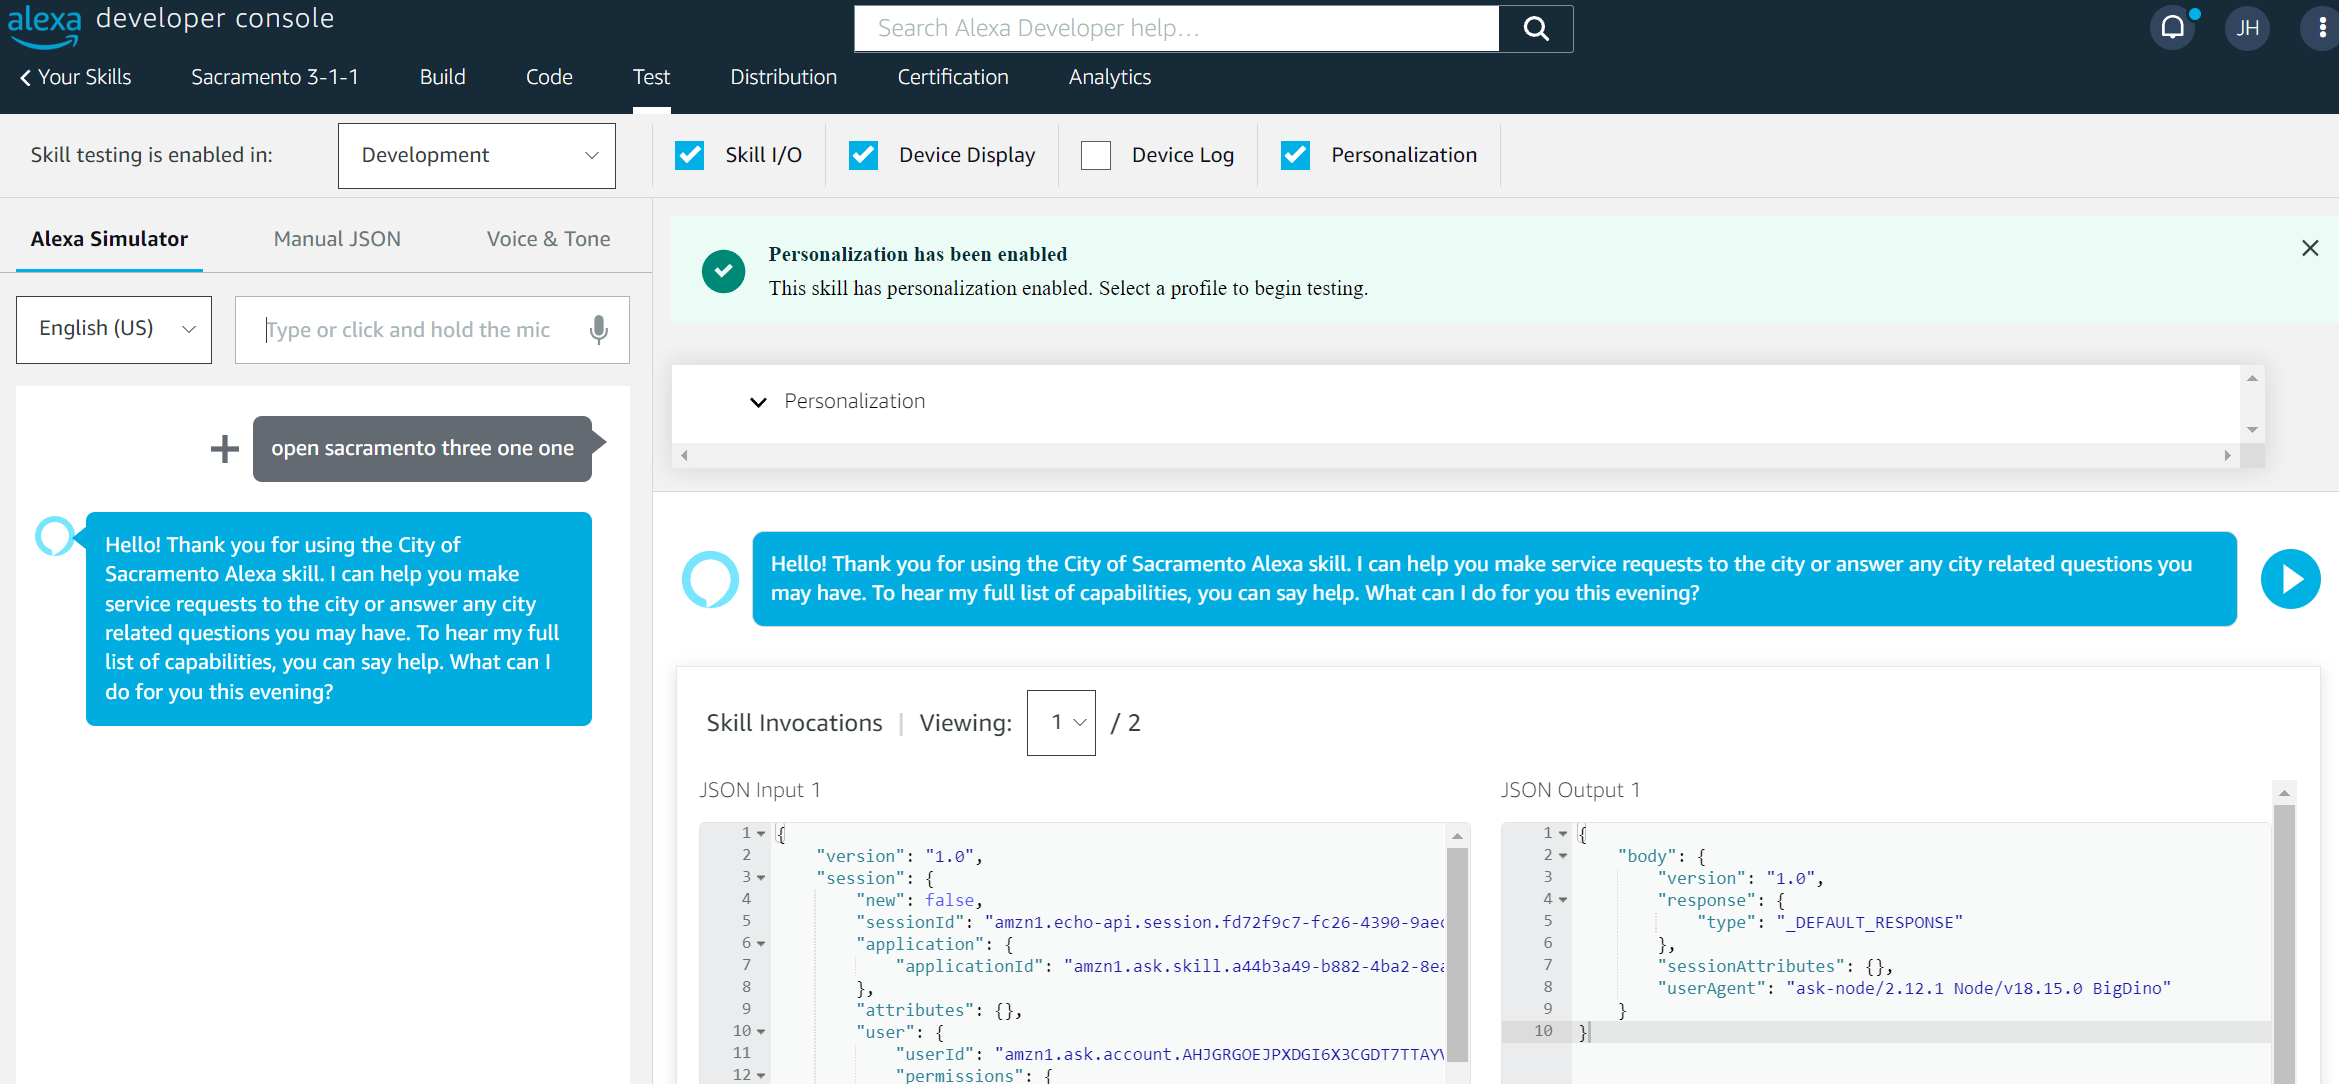 alexa developer console
Search Alexa Developer help...
JH
Your Skills
Sacramento 3-1-1
Build
Code
Test
Distribution
Certification
Analytics
Skill testing is enabled in:
Development
Skill I/O
Device Display
Device Log
Personalization
Alexa Simulator
Manual JSON
Voice & Tone
English (US)
Type or click and hold the mic
open sacramento three one one
Hello! Thank you for using the City of
Sacramento Alexa skill. I can help you make
service requests to the city or answer any city
related questions you may have. To hear my full
list of capabilities, you can say help. What can I
do for you this evening?
Personalization has been enabled
This skill has personalization enabled. Select a profile to begin testing.
Personalization
Hello! Thank you for using the City of Sacramento Alexa skill. I can help you make service requests to the city or answer any city related questions you
may have. To hear my full list of capabilities, you can say help. What can I do for you this evening?
Skill Invocations | Viewing: 1 / 2
JSON Input 1
1 {
2 "version": "1.0",
3 "session": {
4 "new": false,
5 "sessionId": "amzn1.echo-api.session.fd72f9c7-fc26-4390-9aec
6 "application": {
7 "applicationId": "amzn1.ask.skill.a44b3a49-b882-4ba2-8ea
8 },
9 "attributes": {},
10 "user": {
11 "userId": "amzn1.ask.account.AHJGRGOEJPXDGI6X3CGDT7TTAYV
12 "permissions": {
JSON Output 1
1 {
2 "body": {
3 "version": "1.0",
4 "response": {
5 "type": "_DEFAULT_RESPONSE"
6 },
7 "sessionAttributes": {},
8 "userAgent": "ask-node/2.12.1 Node/v18.15.0 BigDino"
9 }
10 }